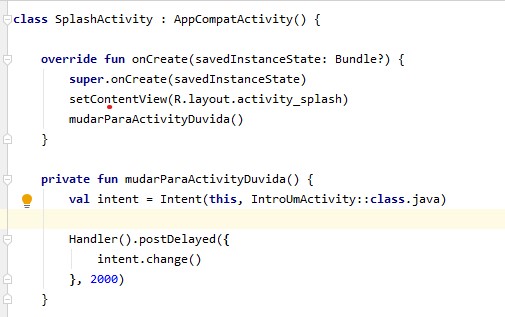 class SplashActivity : AppCompatActivity() {
override fun onCreate(savedInstanceState: Bundle?) {
super.onCreate(savedInstanceState)
setContentView(R.layout.activity_splash)
mudarParaActivityDuvida()
}
private fun mudarParaActivityDuvida() {
val intent = Intent(this, IntroUmActivity::class.java)
Handler().postDelayed({
intent.change()
}, 2000)
}